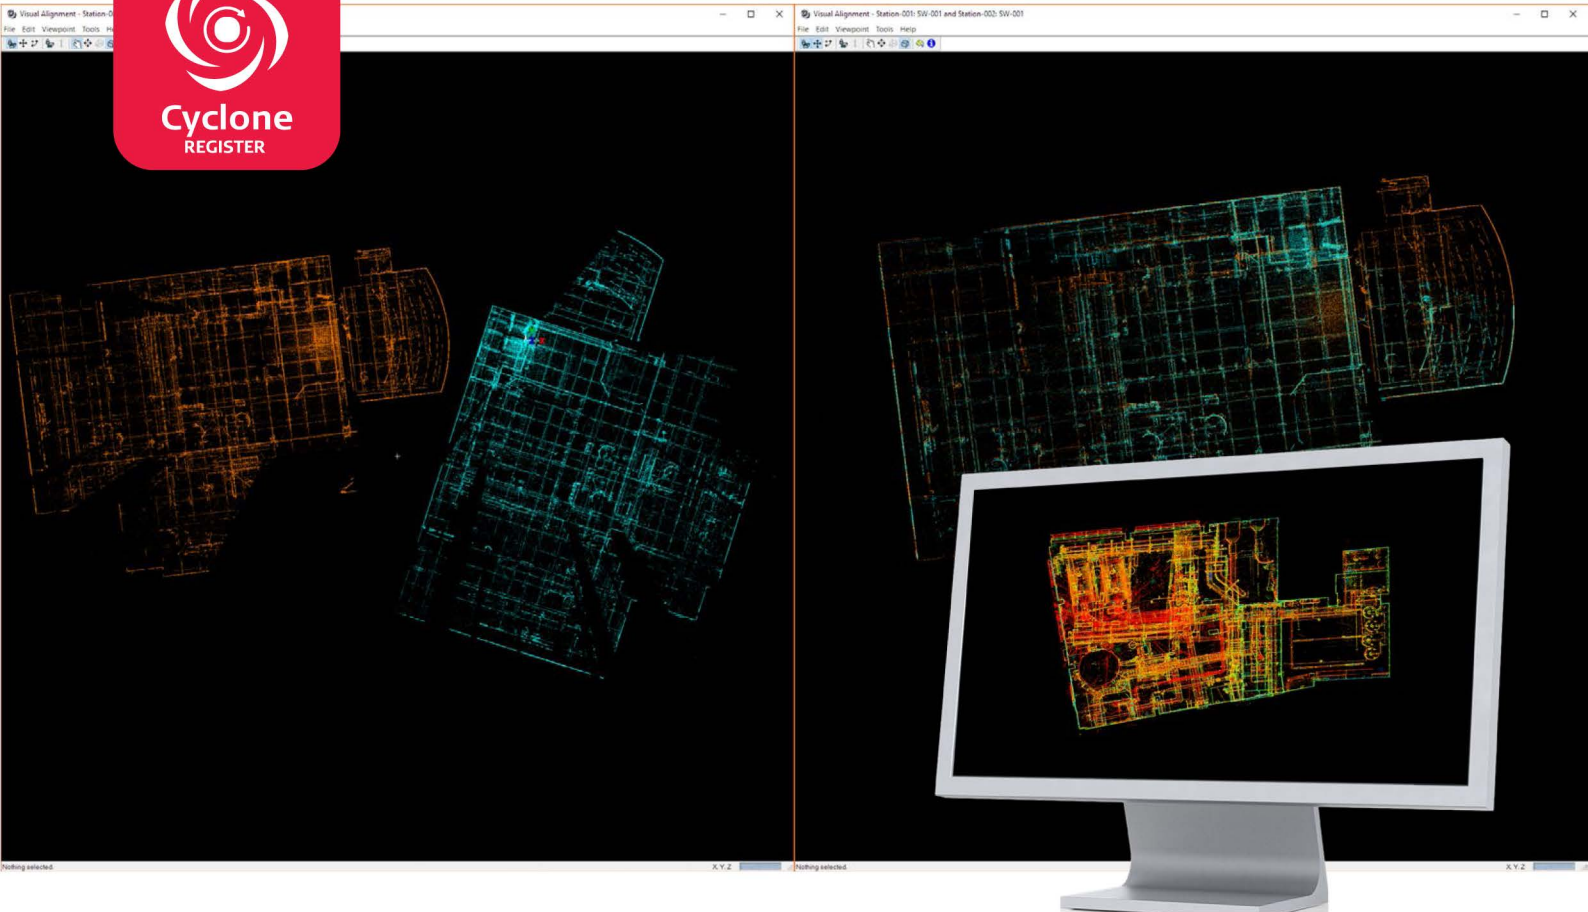 Visual Alignment - Station-0
File Edit Viewpoint Tools
Cyclone
REGISTER
Nothing selected
X, Y, Z
Visual Alignment - Station-001: SW-001 and Station-002: SW-001
File Edit Viewpoint Tools Help
Nothing selected
X, Y, Z